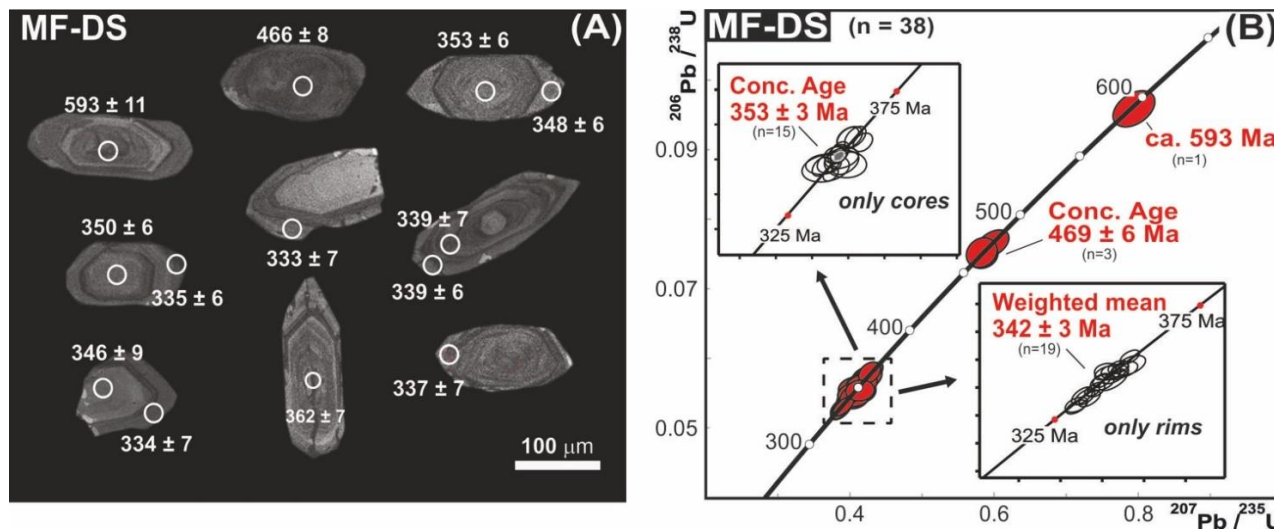 MF-DS
(A)
466 ± 8
353 ± 6
593 ± 11
348 ± 6
350 ± 6
339 ± 7
333 ± 7
335 ± 6
339 ± 6
346 ± 9
337 ± 7
362 ± 7
334 ± 7
100 µm
MF-DS (n = 38)
(B)
206Pb/238U
600
Conc. Age
353 ± 3 Ma
(n=15)
375 Ma
only cores
325 Ma
ca. 593 Ma
(n=1)
0.09
500
Conc. Age
469 ± 6 Ma
(n=3)
0.07
400
Weighted mean
342 ± 3 Ma
(n=19)
375 Ma
325 Ma
only rims
0.05
300
0.4
0.6
0.8
207Pb/235U